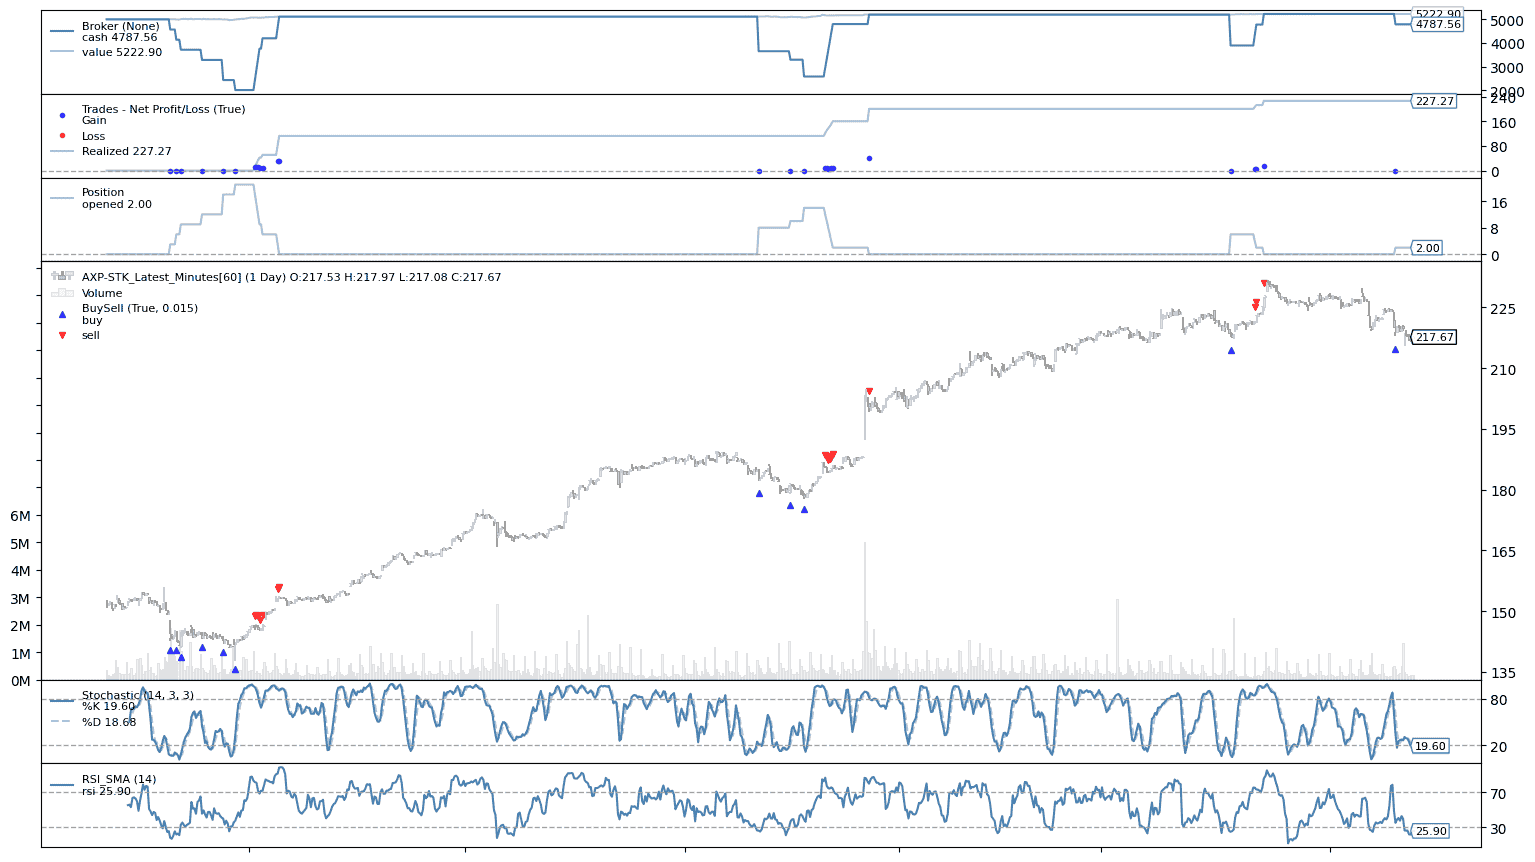 Broker (None)
cash 4787.56
value 5222.90
5222.90
5000
4787.56
4000
3000
2000
Trades - Net Profit/Loss (True)
Gain
Loss
Realized 227.27
240
227.27
160
80
0
Position
opened 2.00
16
8
2.00
0
AXP-STK_Latest_Minutes[60] (1 Day) O:217.53 H:217.97 L:217.08 C:217.67
Volume
BuySell (True, 0.015)
buy
sell
225
217.67
210
195
180
165
150
135
6M
5M
4M
3M
2M
1M
0M
Stochastic (14, 3, 3)
%K 19.60
%D 18.68
80
20
19.60
RSI_SMA (14)
rsi 25.90
70
30
25.90